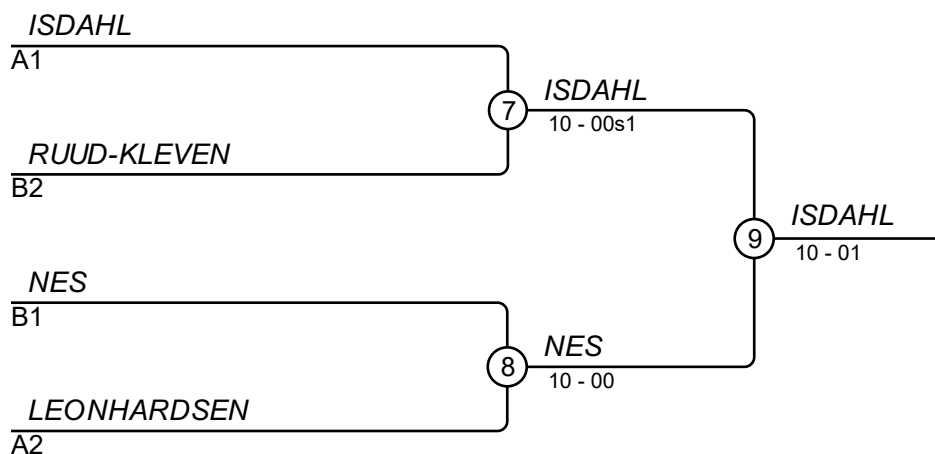 ISDAHL
A1
7
ISDAHL
10 - 00s1
RUUD-KLEVEN
B2
9
ISDAHL
10 - 01
NES
B1
8
NES
10 - 00
LEONHARDSEN
A2